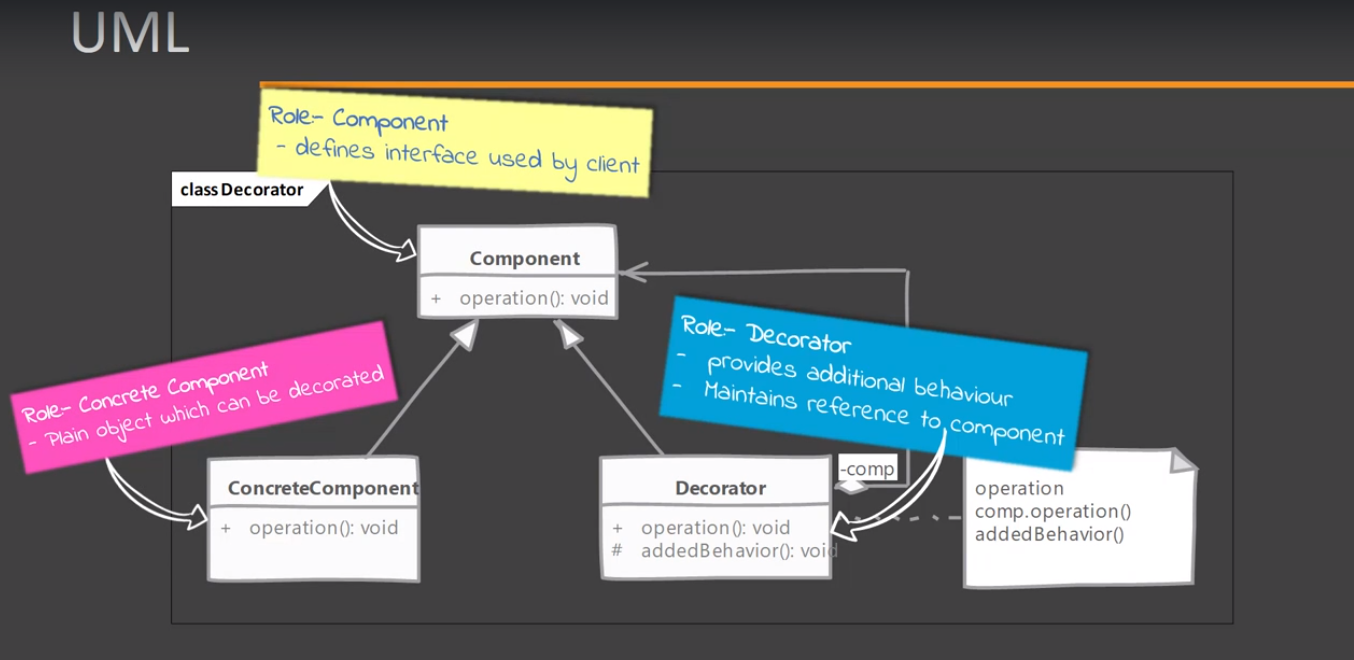 UML
Role:- Component
- defines interface used by client
class Decorator
Component
+ operation(): void
Role:- Decorator
- provides additional behaviour
- Maintains reference to component
Role:- Concrete Component
- Plain object which can be decorated
ConcreteComponent
+ operation(): void
Decorator
+ operation(): void
# addedBehavior(): void
-comp
operation
comp.operation()
addedBehavior()